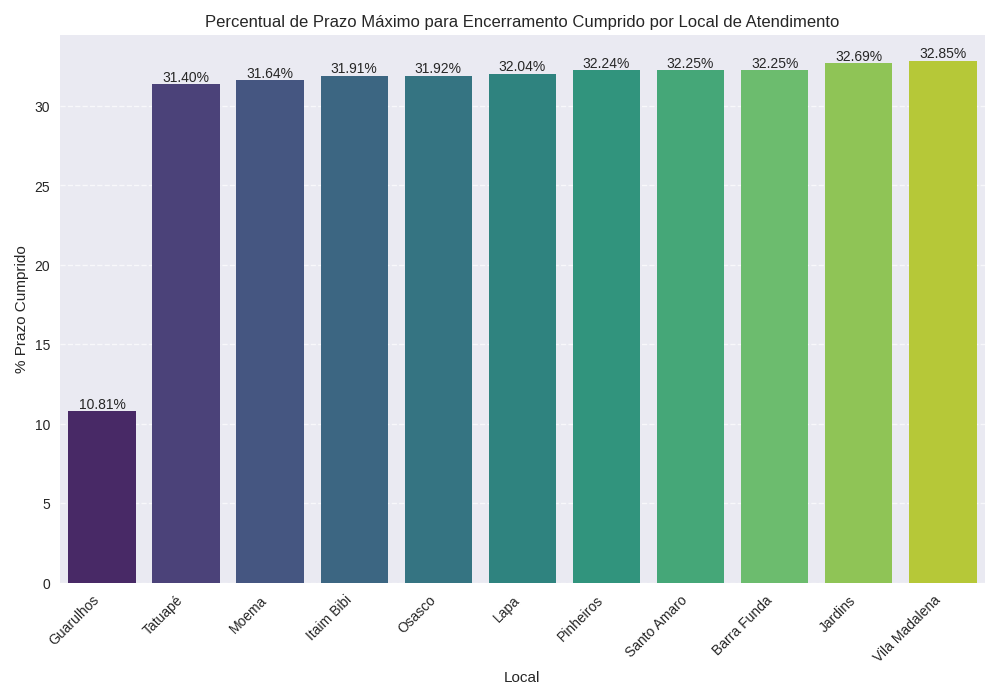 Percentual de Prazo Máximo para Encerramento Cumprido por Local de Atendimento
% Prazo Cumprido
30
25
20
15
10
5
0
10.81%
31.40%
31.64%
31.91%
31.92%
32.04%
32.24%
32.25%
32.25%
32.69%
32.85%
Guarulhos
Tatuapé
Moema
Itaim Bibi
Osasco
Lapa
Pinheiros
Santo Amaro
Barra Funda
Jardins
Vila Madalena
Local